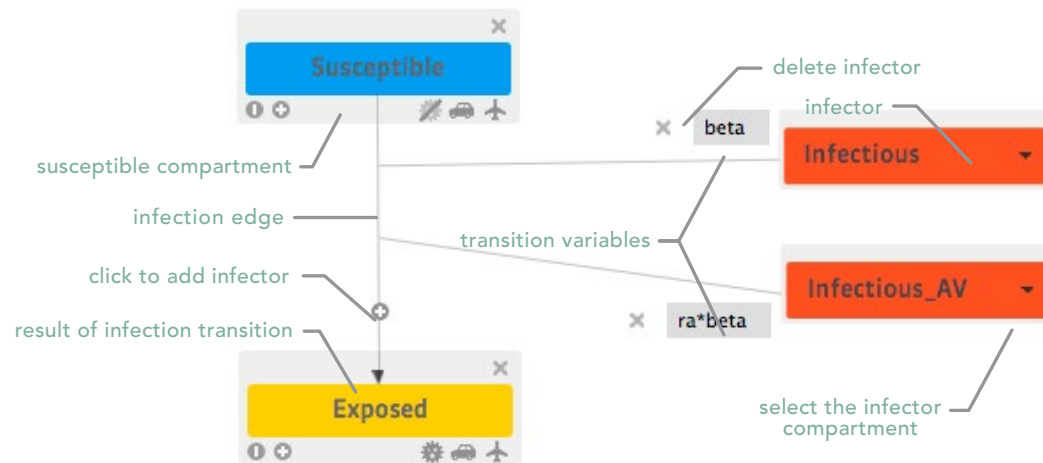 Susceptible
delete infector
infector
beta
Infectious
susceptible compartment
infection edge
transition variables
click to add infector
Infectious_AV
result of infection transition
ra*beta
Exposed
select the infector
compartment